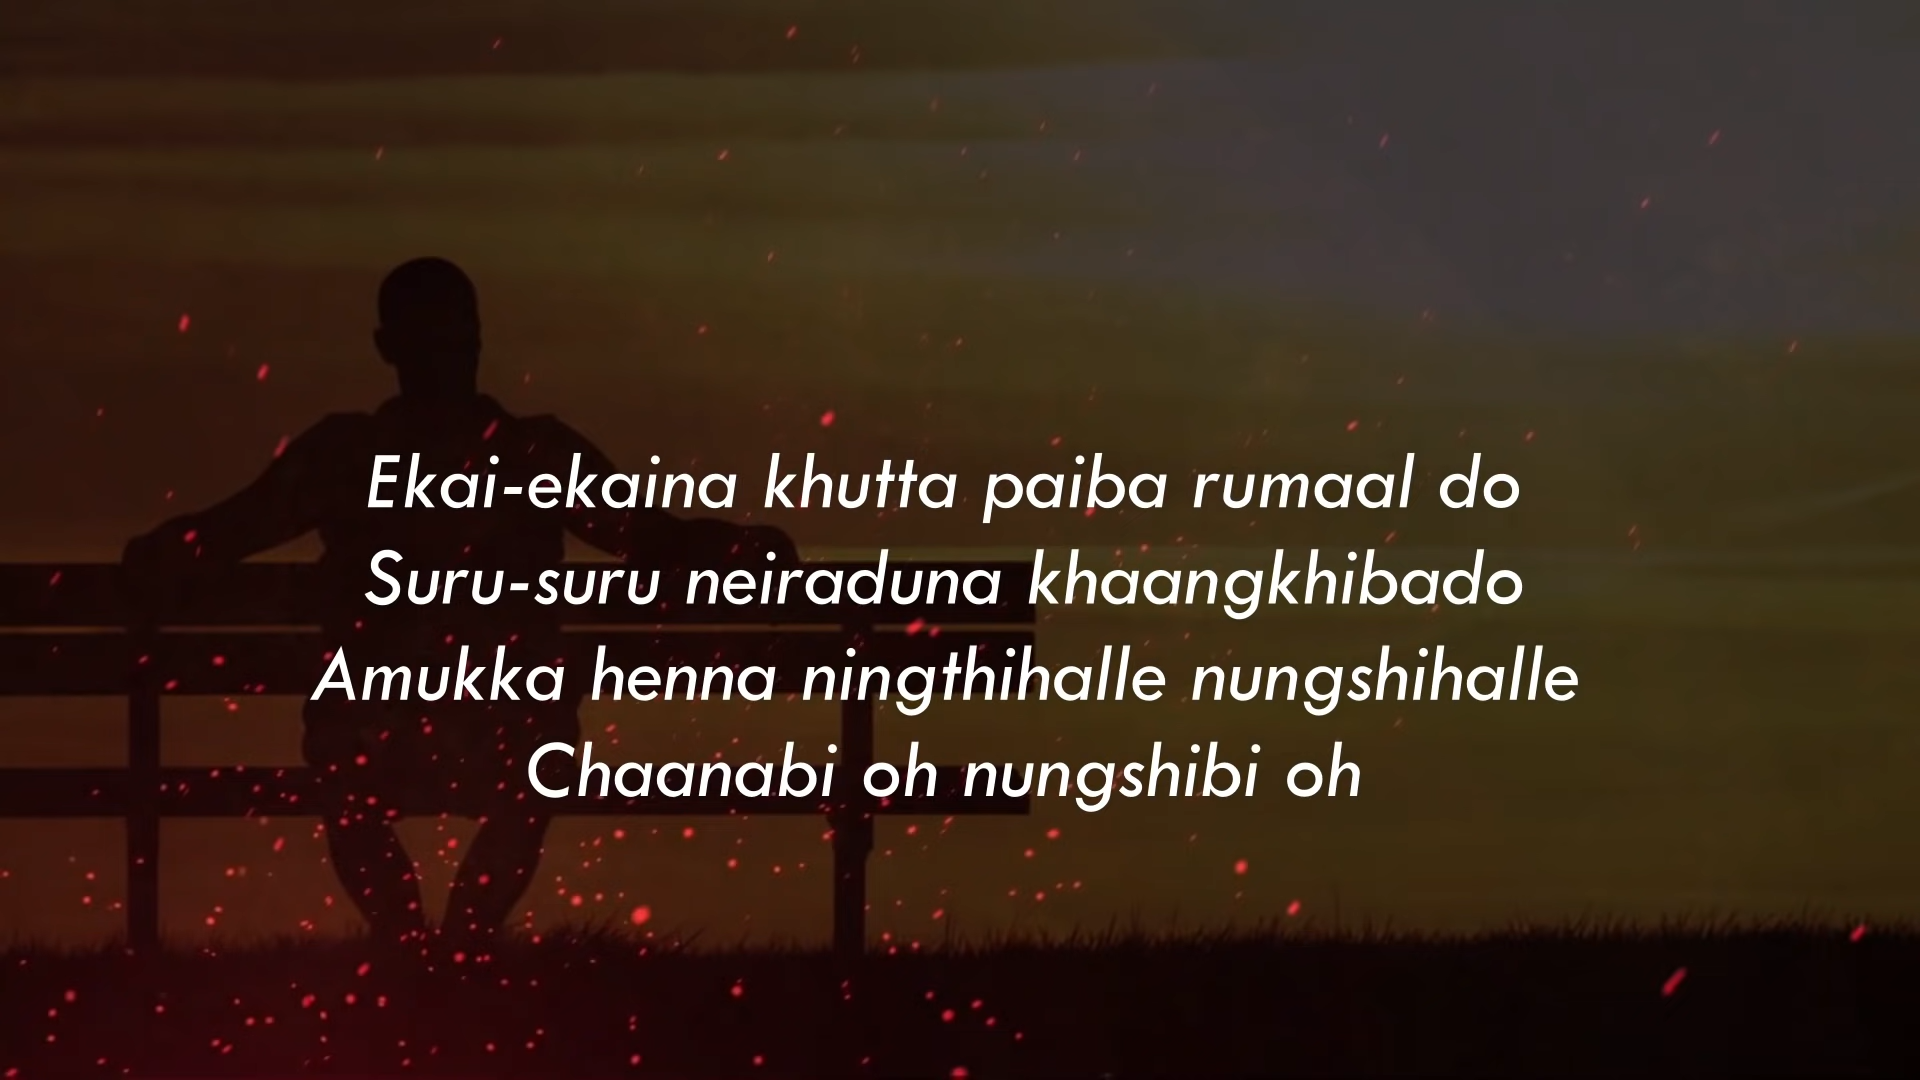 Ekai-ekaina khutta paiba rumaal do
Suru-suru neiraduna khaangkhibado
Amukka henna ningthihalle nungshihalle
Chaanabi oh nungshibi oh